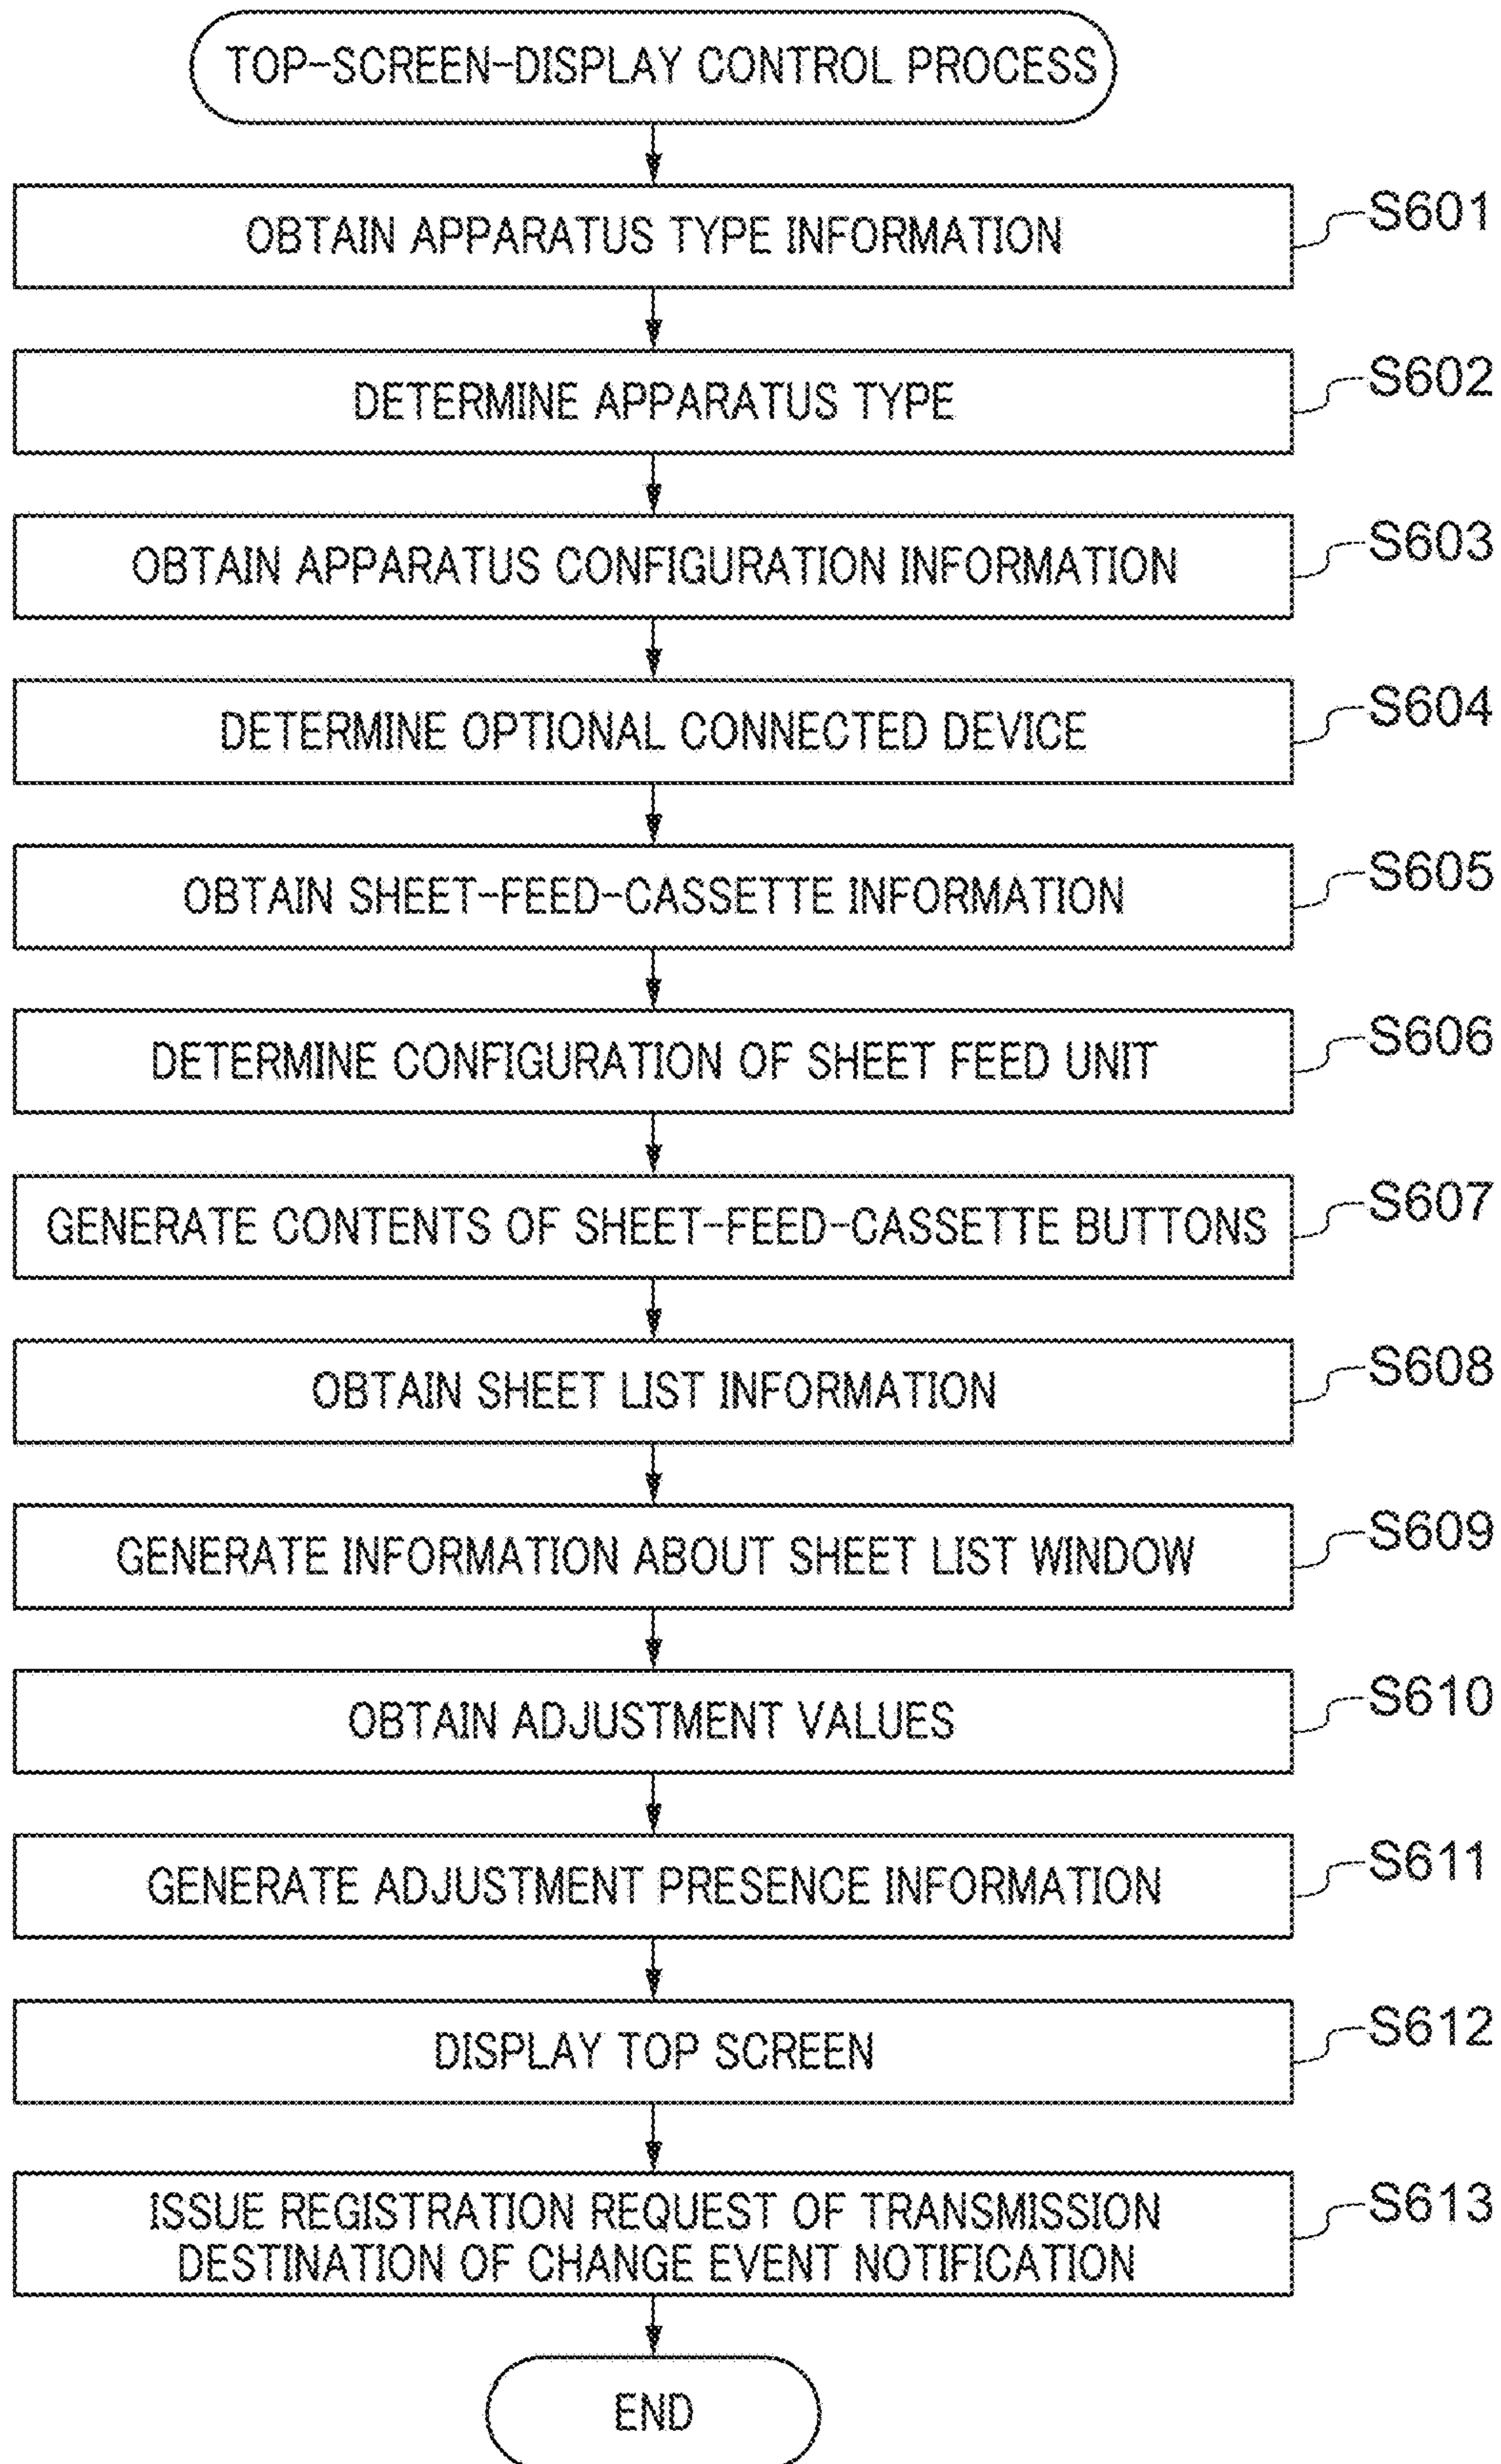 TOP-SCREEN-DISPLAY CONTROL PROCESS
OBTAIN APPARATUS TYPE INFORMATION
S601
DETERMINE APPARATUS TYPE
S602
OBTAIN APPARATUS CONFIGURATION INFORMATION
S603
DETERMINE OPTIONAL CONNECTED DEVICE
S604
OBTAIN SHEET-FEED-CASSETTE INFORMATION
S605
DETERMINE CONFIGURATION OF SHEET FEED UNIT
S606
GENERATE CONTENTS OF SHEET-FEED-CASSETTE BUTTONS
S607
OBTAIN SHEET LIST INFORMATION
S608
GENERATE INFORMATION ABOUT SHEET LIST WINDOW
S609
OBTAIN ADJUSTMENT VALUES
S610
GENERATE ADJUSTMENT PRESENCE INFORMATION
S611
DISPLAY TOP SCREEN
S612
ISSUE REGISTRATION REQUEST OF TRANSMISSION
DESTINATION OF CHANGE EVENT NOTIFICATION
S613
END